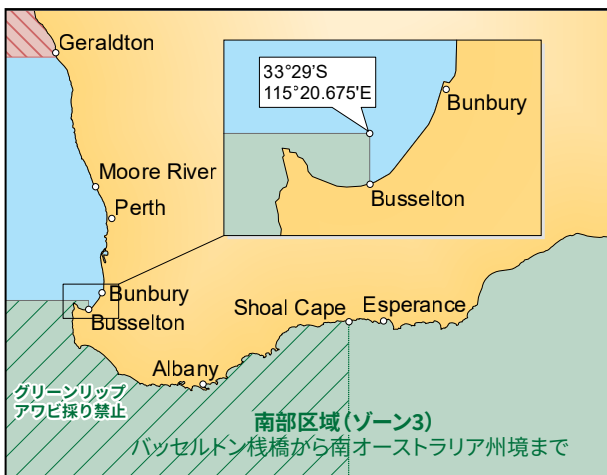 Geraldton
33°29'S
115°20.675'E
Bunbury
Busselton
Moore River
Perth
Bunbury
Busselton
Shoal Cape
Esperance
Albany
グリーンリップ
アワビ採り禁止
南部区域（ゾーン3）
バッセルトン桟橋から南オーストラリア州境まで